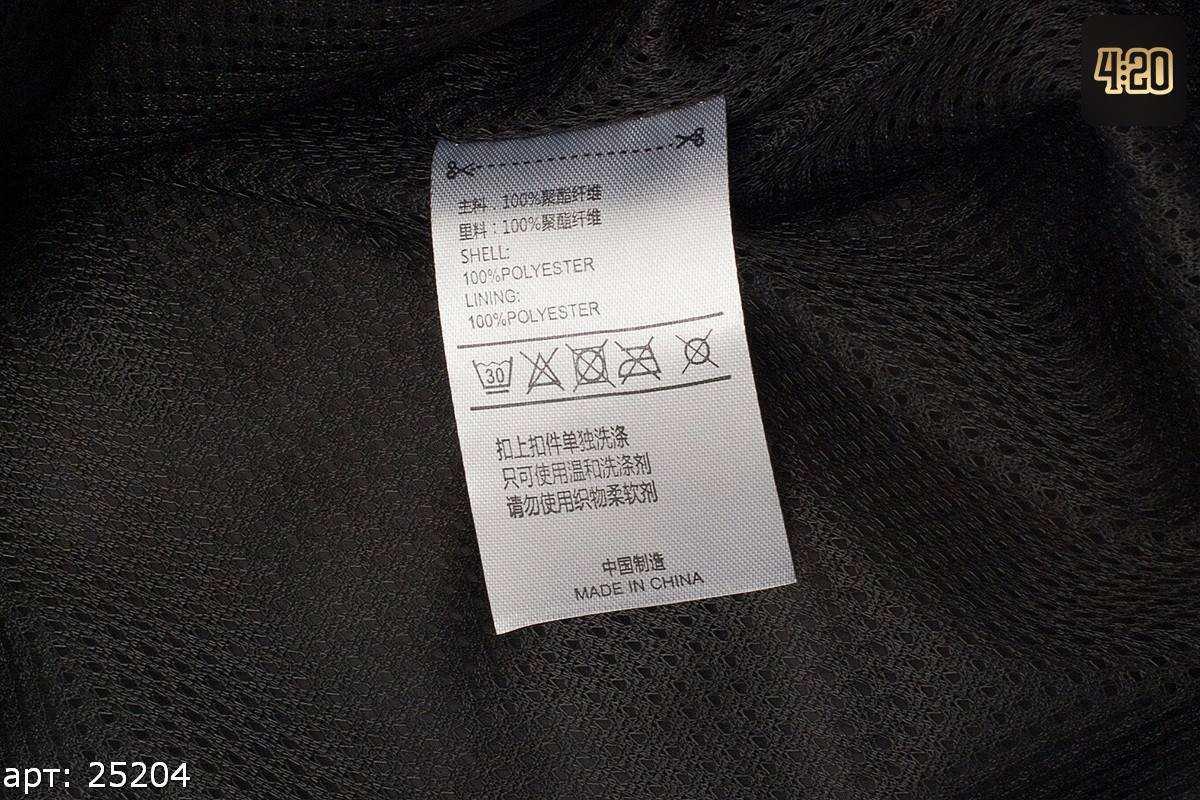 4:20
主料：100%聚酯纤维
里料：100%聚酯纤维
SHELL:
100%POLYESTER
LINING:
100%POLYESTER
30
扣上扣件单独洗涤
只可使用温和洗涤剂
请勿使用织物柔软剂
中国制造
MADE IN CHINA
арт: 25204